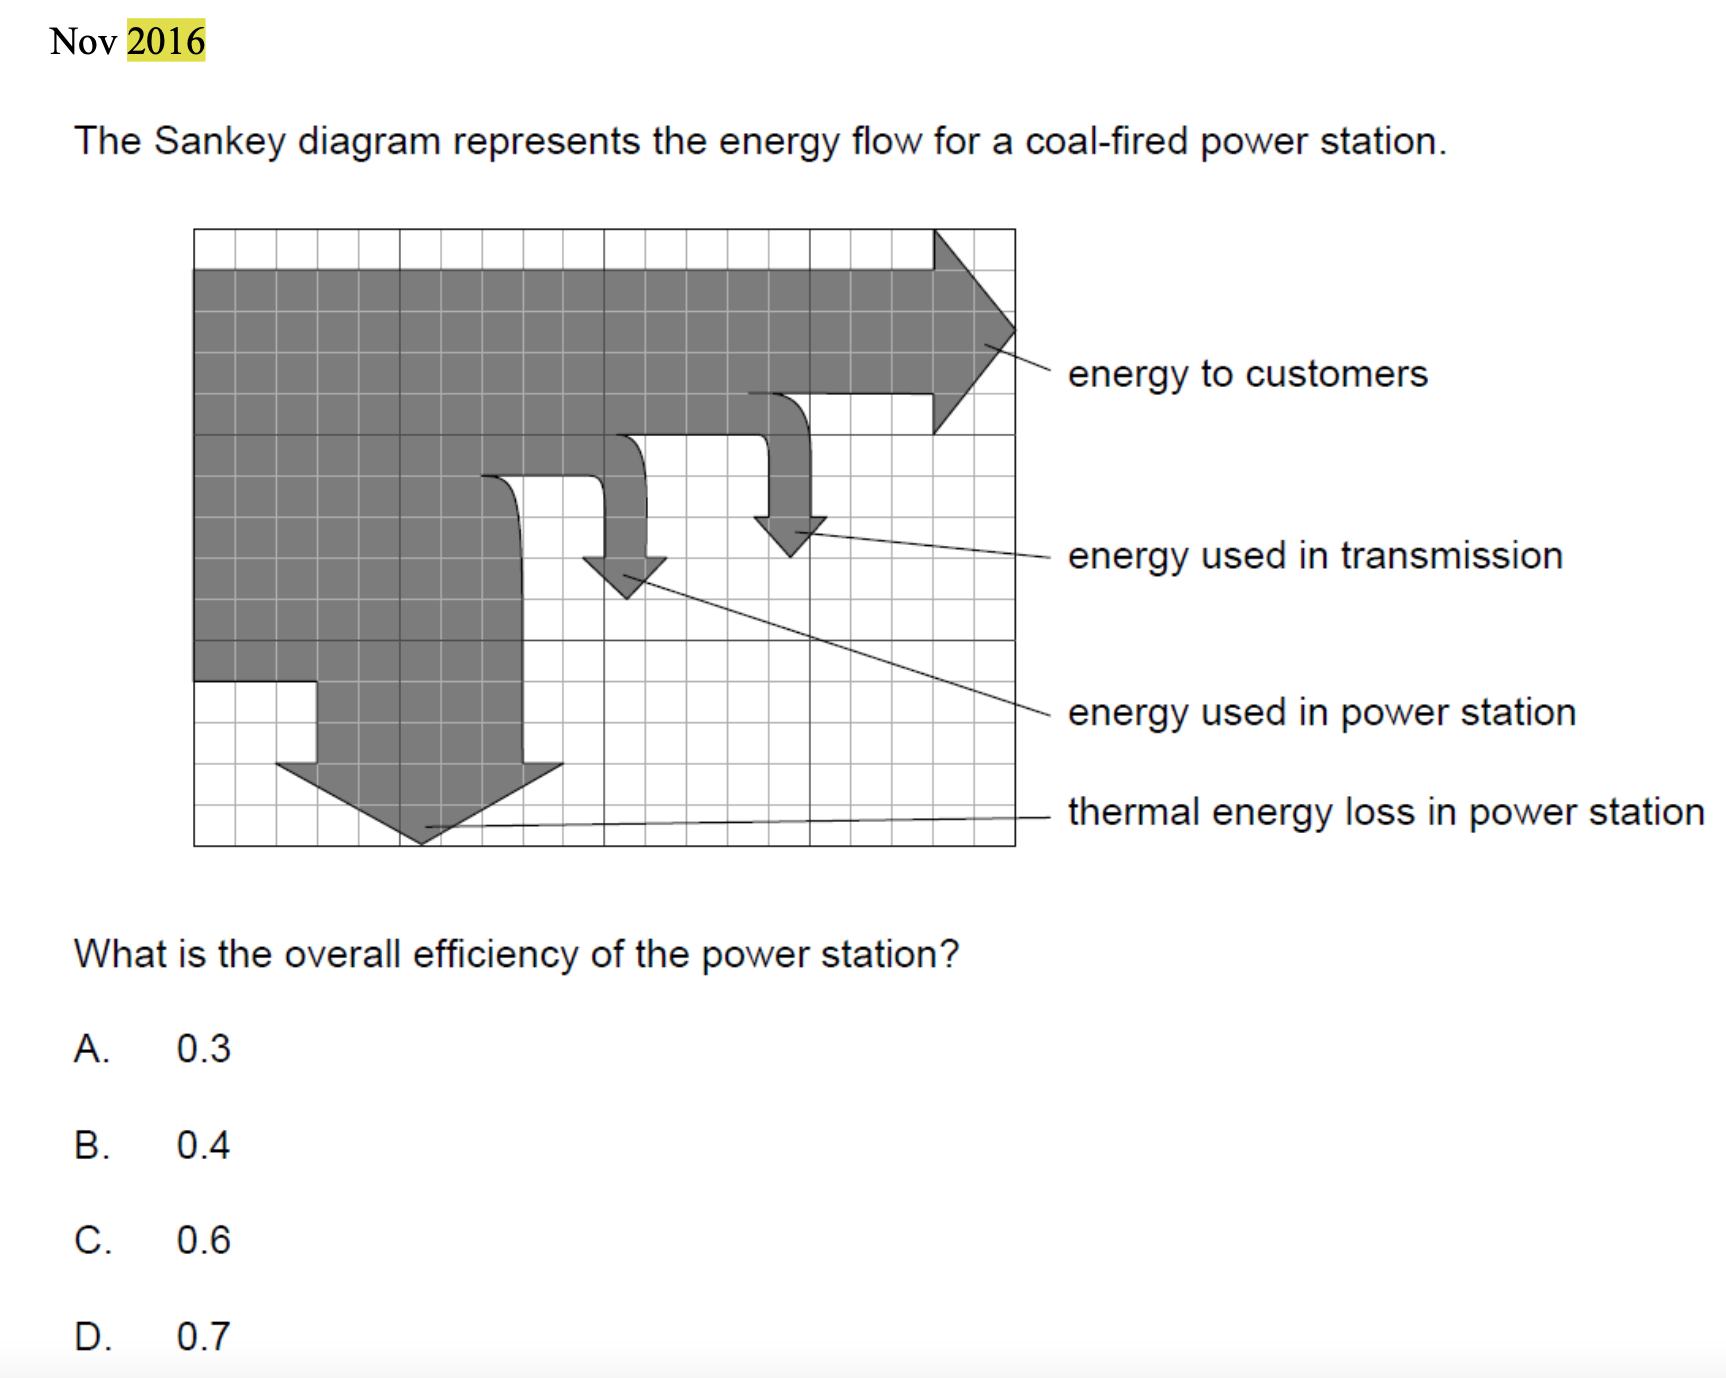 Nov 2016
The Sankey diagram represents the energy flow for a coal-fired power station.
energy to customers
energy used in transmission
energy used in power station
thermal energy loss in power station
What is the overall efficiency of the power station?
A. 0.3
B. 0.4
C. 0.6
D. 0.7